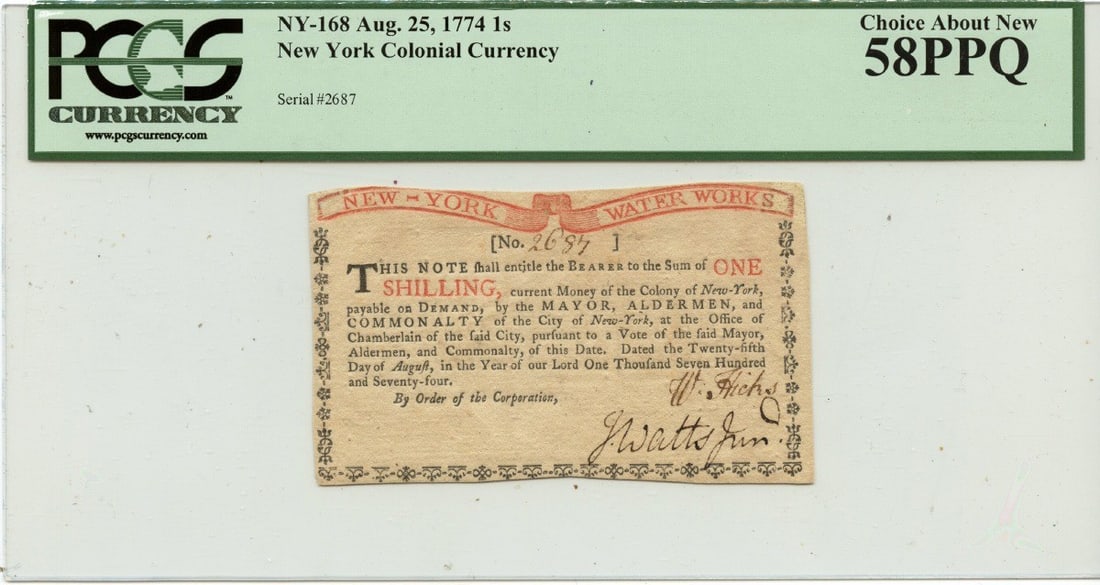 PCGS
CURRENCY™
www.pcgscurrency.com
NY-168 Aug. 25, 1774 1s
New York Colonial Currency
Serial #2687
Choice About New
58PPQ
NEW-YORK WATER WORKS
[No. 2687 ]
THIS NOTE ſhall entitle the BEARER to the Sum of ONE
SHILLING, current Money of the Colony of New-York,
payable on DEMAND, by the MAYOR, ALDERMEN, and
COMMONALTY of the City of New-York, at the Office of
Chamberlain of the ſaid City, purſuant to a Vote of the ſaid Mayor,
Aldermen, and Commonalty, of this Date. Dated the Twenty-fifth
Day of Auguſt, in the Year of our Lord One Thouſand Seven Hundred
and Seventy-four.
By Order of the Corporation,
W. Hicks
J. Watts Jun.